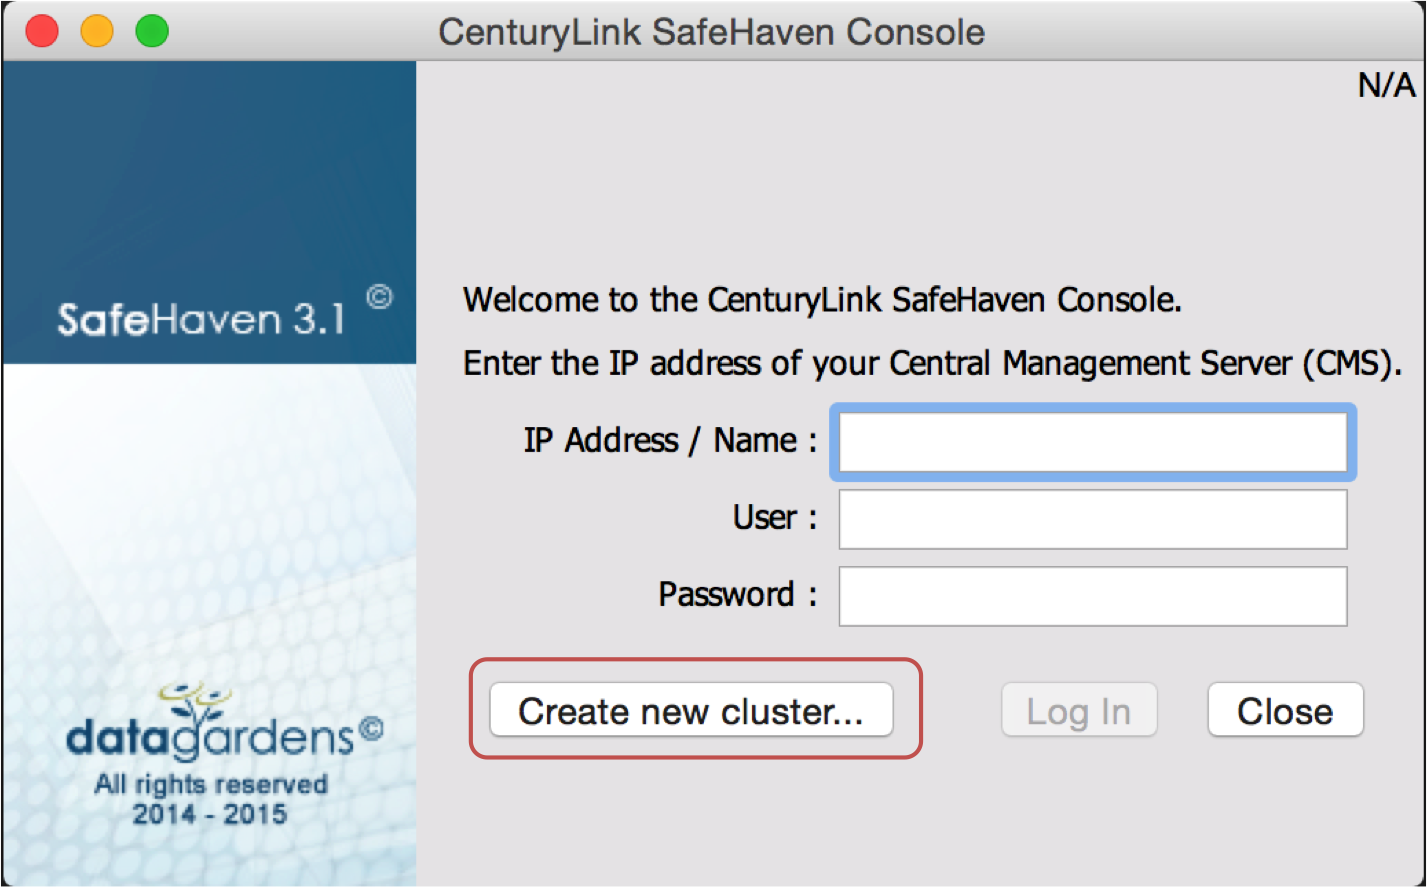 CenturyLink SafeHaven Console
N/A
SafeHaven 3.1 ©
Welcome to the CenturyLink SafeHaven Console.
Enter the IP address of your Central Management Server (CMS).
IP Address / Name :
User :
Password :
Create new cluster...
Log In
Close
datagardens©
All rights reserved
2014 - 2015